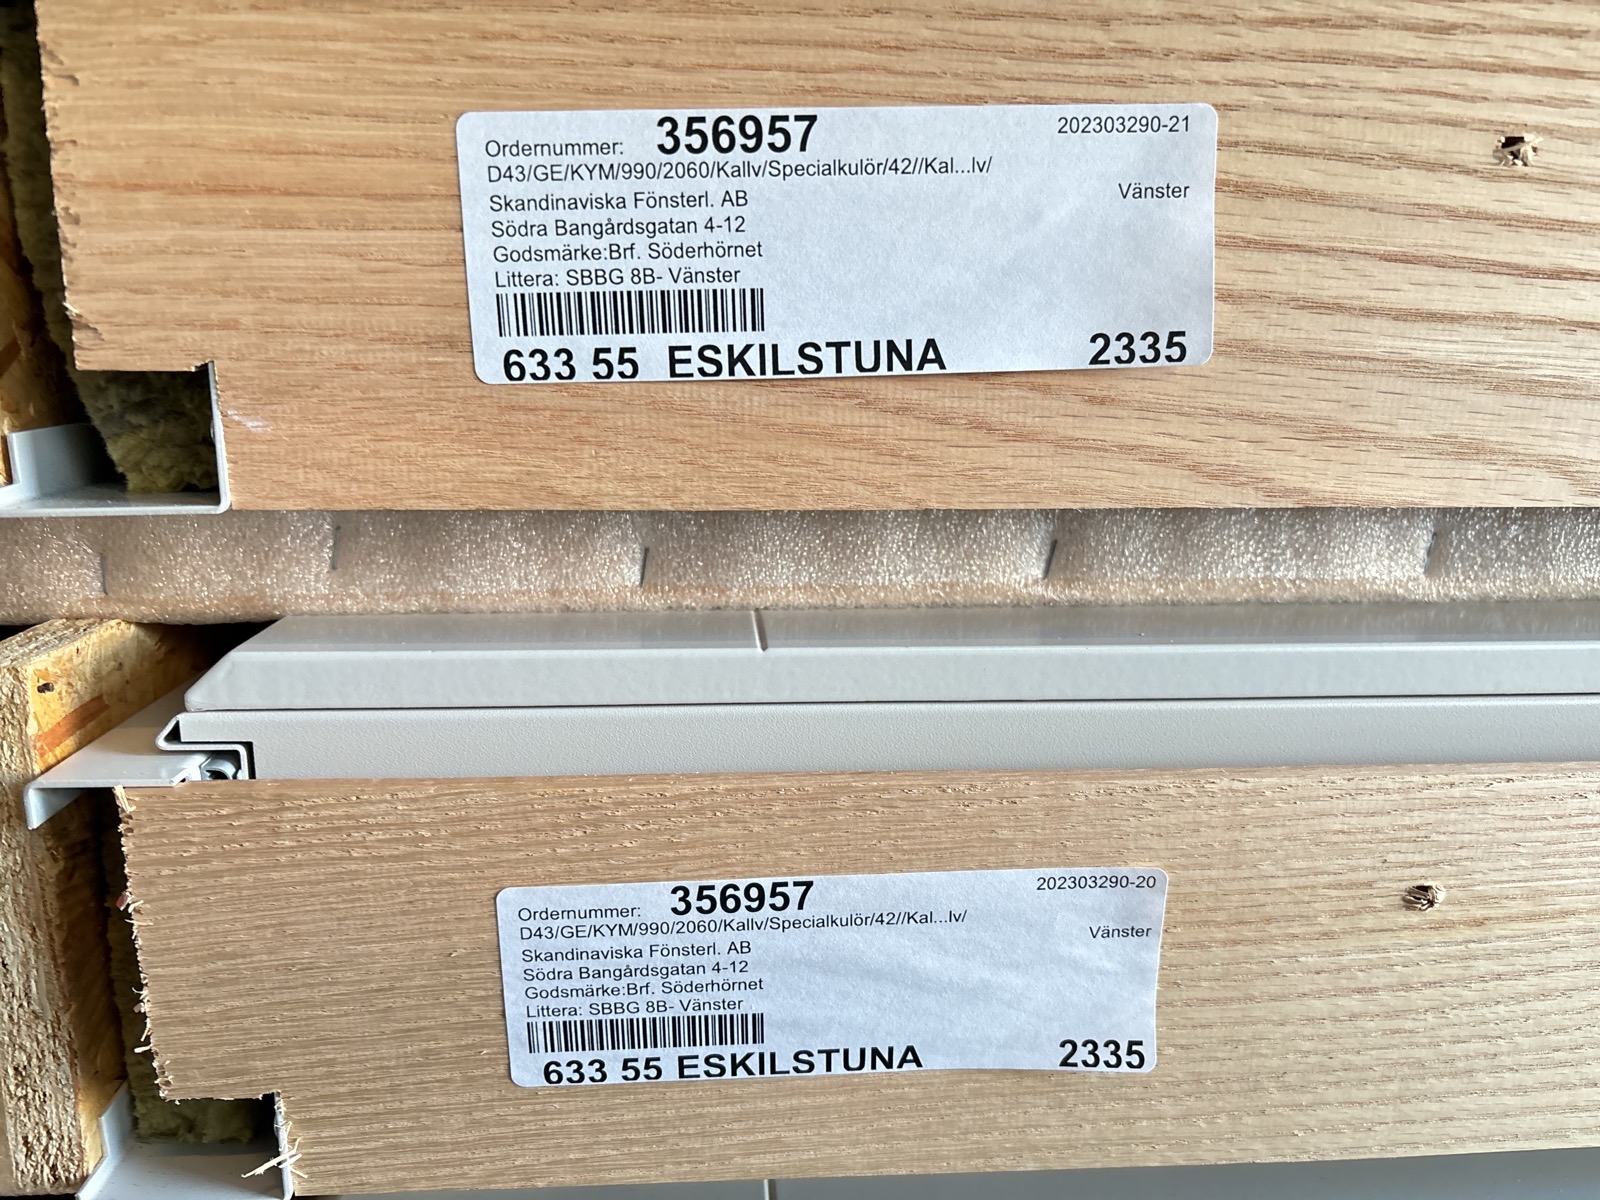 Ordernummer: 356957 202303290-21
D43/GE/KYM/990/2060/Kallv/Specialkulör/42//Kal...lv/
Skandinaviska Fönsterl. AB Vänster
Södra Bangårdsgatan 4-12
Godsmärke:Brf. Söderhörnet
Littera: SBBG 8B- Vänster
633 55 ESKILSTUNA 2335
Ordernummer: 356957 202303290-20
D43/GE/KYM/990/2060/Kallv/Specialkulör/42//Kal...lv/
Skandinaviska Fönsterl. AB Vänster
Södra Bangårdsgatan 4-12
Godsmärke:Brf. Söderhörnet
Littera: SBBG 8B- Vänster
633 55 ESKILSTUNA 2335